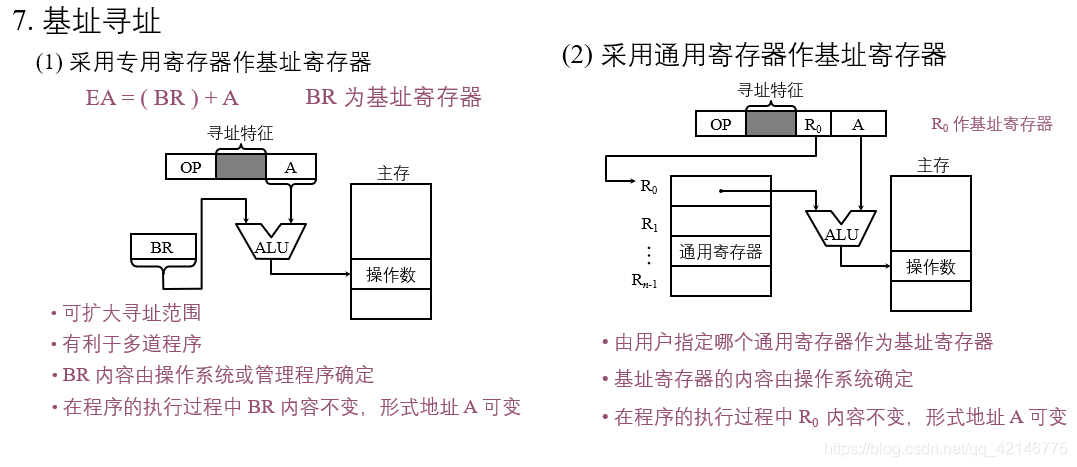 7. 基址寻址
(1) 采用专用寄存器作基址寄存器
EA = ( BR ) + A
BR 为基址寄存器
寻址特征
OP
A
主存
BR
ALU
操作数
• 可扩大寻址范围
• 有利于多道程序
• BR 内容由操作系统或管理程序确定
• 在程序的执行过程中 BR 内容不变，形式地址 A 可变
(2) 采用通用寄存器作基址寄存器
寻址特征
OP
R0
A
R0 作基址寄存器
主存
R0
R1
⋮
Rn-1
通用寄存器
ALU
操作数
• 由用户指定哪个通用寄存器作为基址寄存器
• 基址寄存器的内容由操作系统确定
• 在程序的执行过程中 R0 内容不变，形式地址 A 可变
https://blog.csdn.net/qq_42146775